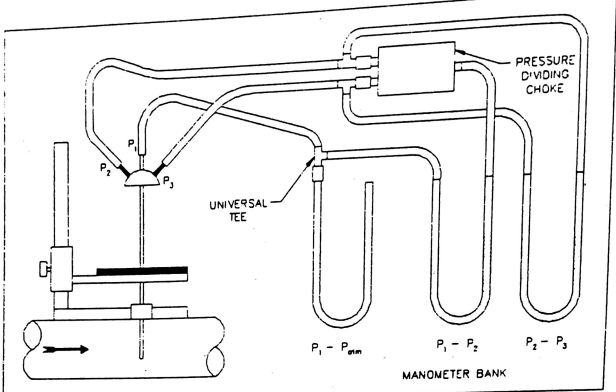 PRESSURE
DIVIDING
CHOKE
P₁
P₂
P₃
UNIVERSAL
TEE
P₁ - Patm
P₁ - P₂
P₂ - P₃
MANOMETER BANK